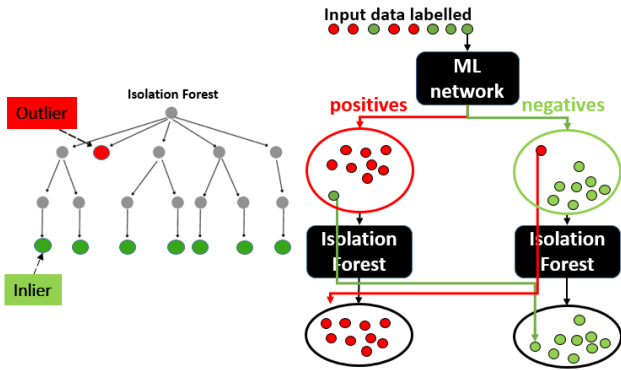 Input data labelled
ML
network
Isolation Forest
Outlier
positives
negatives
Isolation
Forest
Isolation
Forest
Inlier